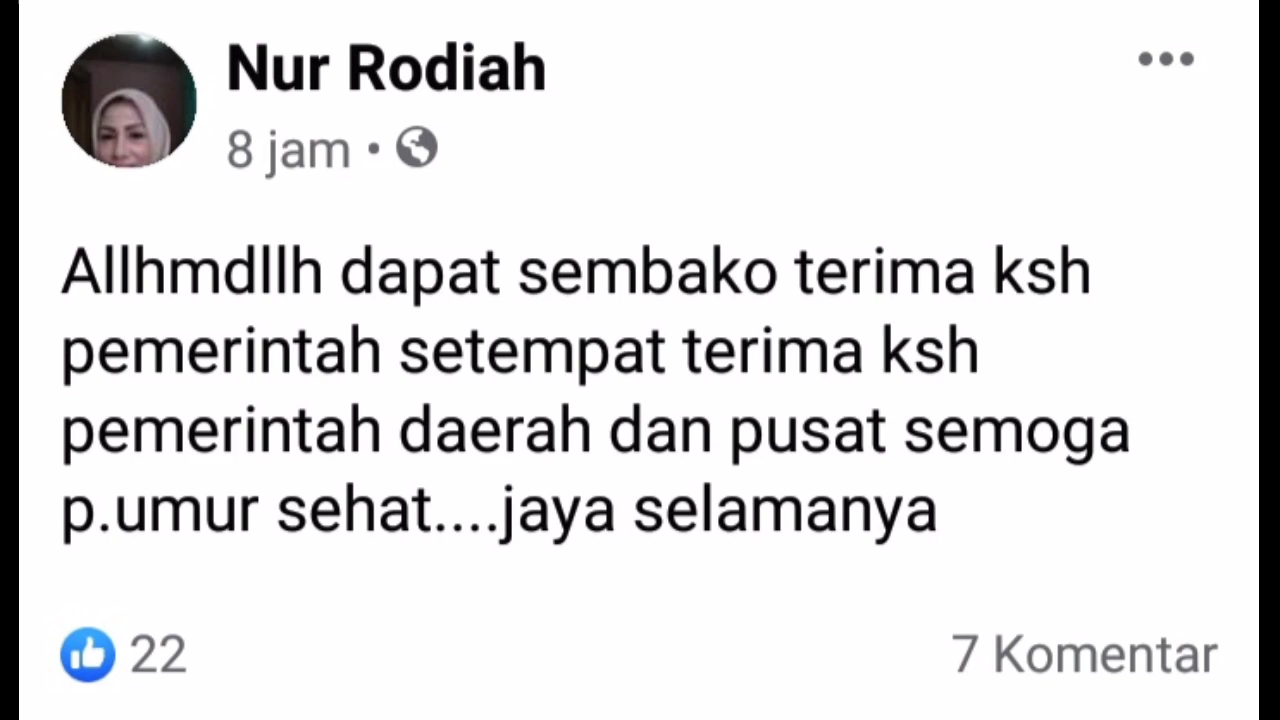 Nur Rodiah
8 jam •
Allhmdllh dapat sembako terima ksh
pemerintah setempat terima ksh
pemerintah daerah dan pusat semoga
p.umur sehat....jaya selamanya
22
7 Komentar